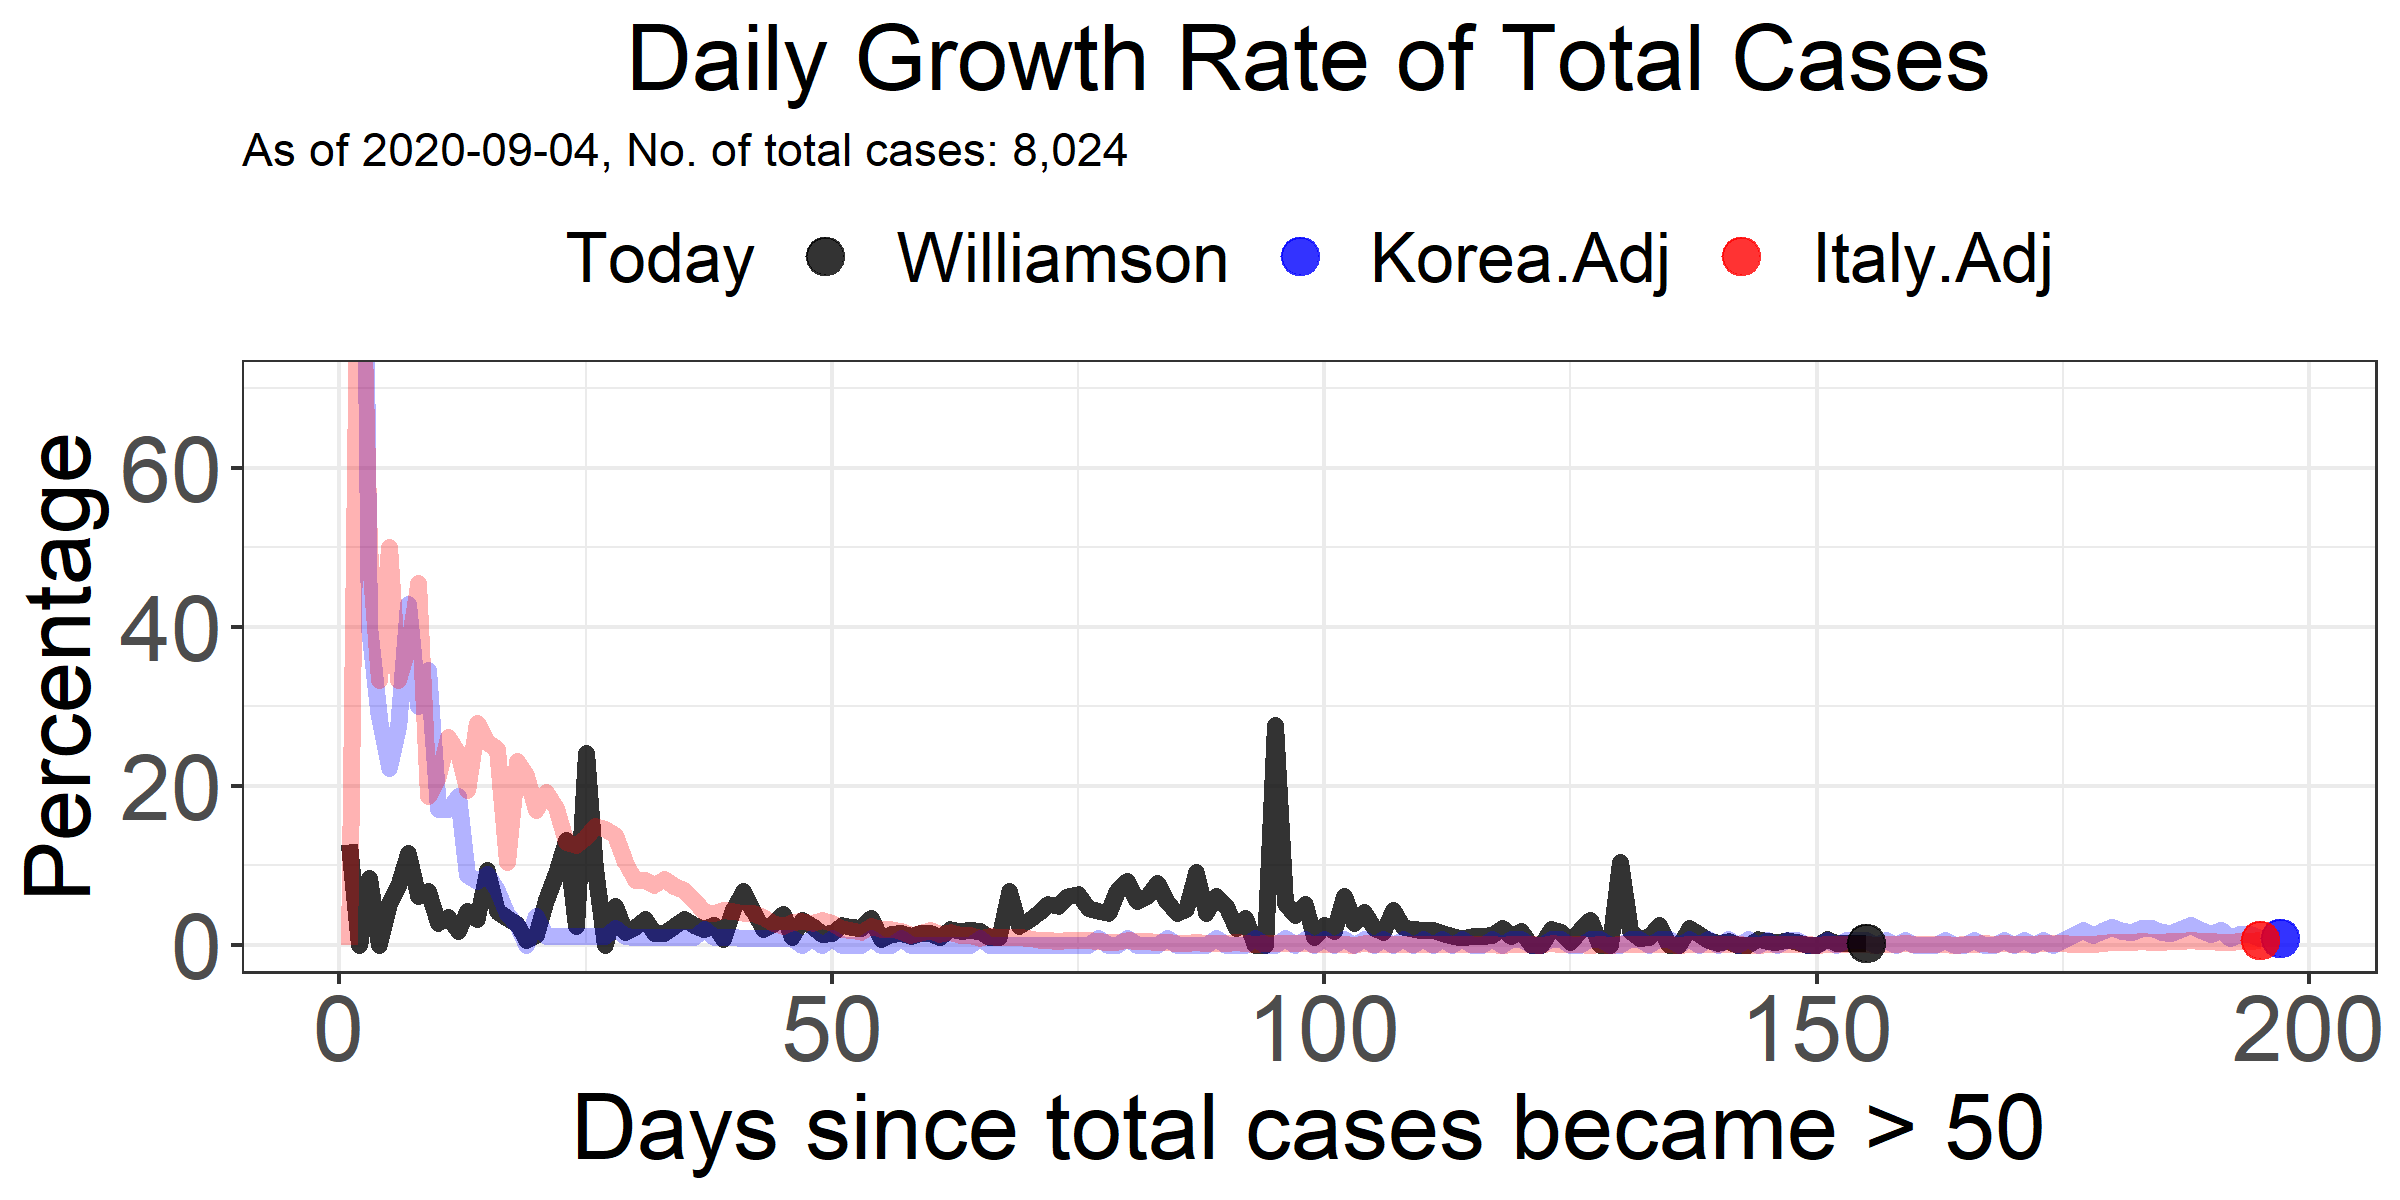 Daily Growth Rate of Total Cases
As of 2020-09-04, No. of total cases: 8,024
Today Williamson Korea.Adj Italy.Adj
Percentage
60
40
20
0
0 50 100 150 200
Days since total cases became > 50